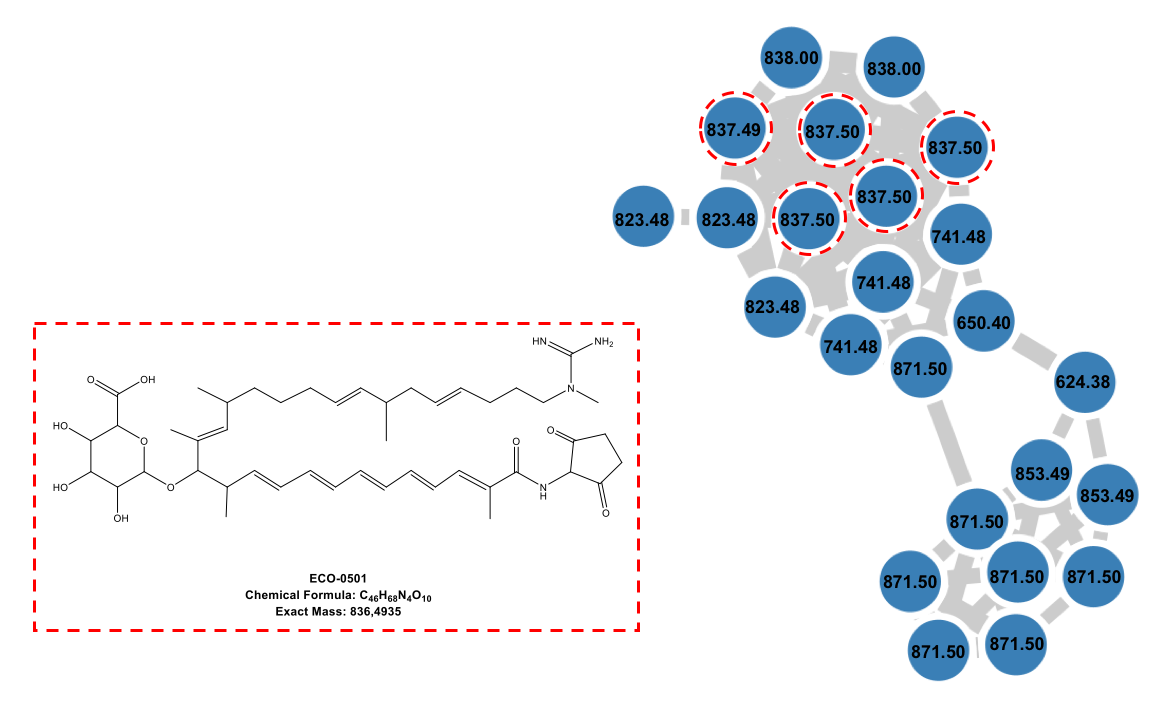 838.00
838.00
837.49
837.50
837.50
823.48
823.48
837.50
837.50
741.48
823.48
741.48
741.48
650.40
871.50
624.38
853.49
853.49
871.50
871.50
871.50
871.50
871.50
871.50
HN
NH2
N
O
OH
HO
O
HO
OH
O
O
N
H
O
O
ECO-0501
Chemical Formula: C46H68N4O10
Exact Mass: 836,4935